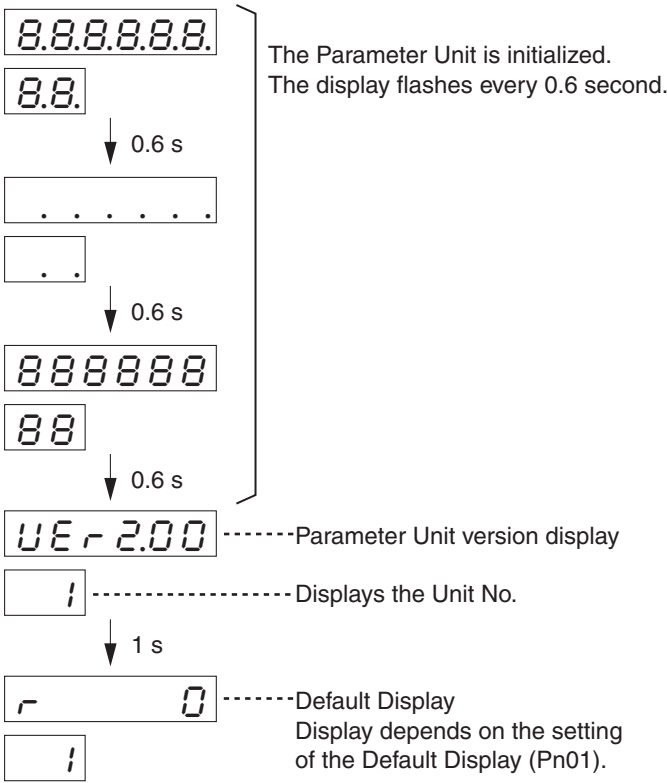 8.8.8.8.8.8.
The Parameter Unit is initialized.
The display flashes every 0.6 second.
8.8.
0.6 s
. . . . . .
. .
0.6 s
888888
88
0.6 s
UEr 2.00 Parameter Unit version display
1 Displays the Unit No.
1 s
r 0 Default Display
Display depends on the setting
of the Default Display (Pn01).
1